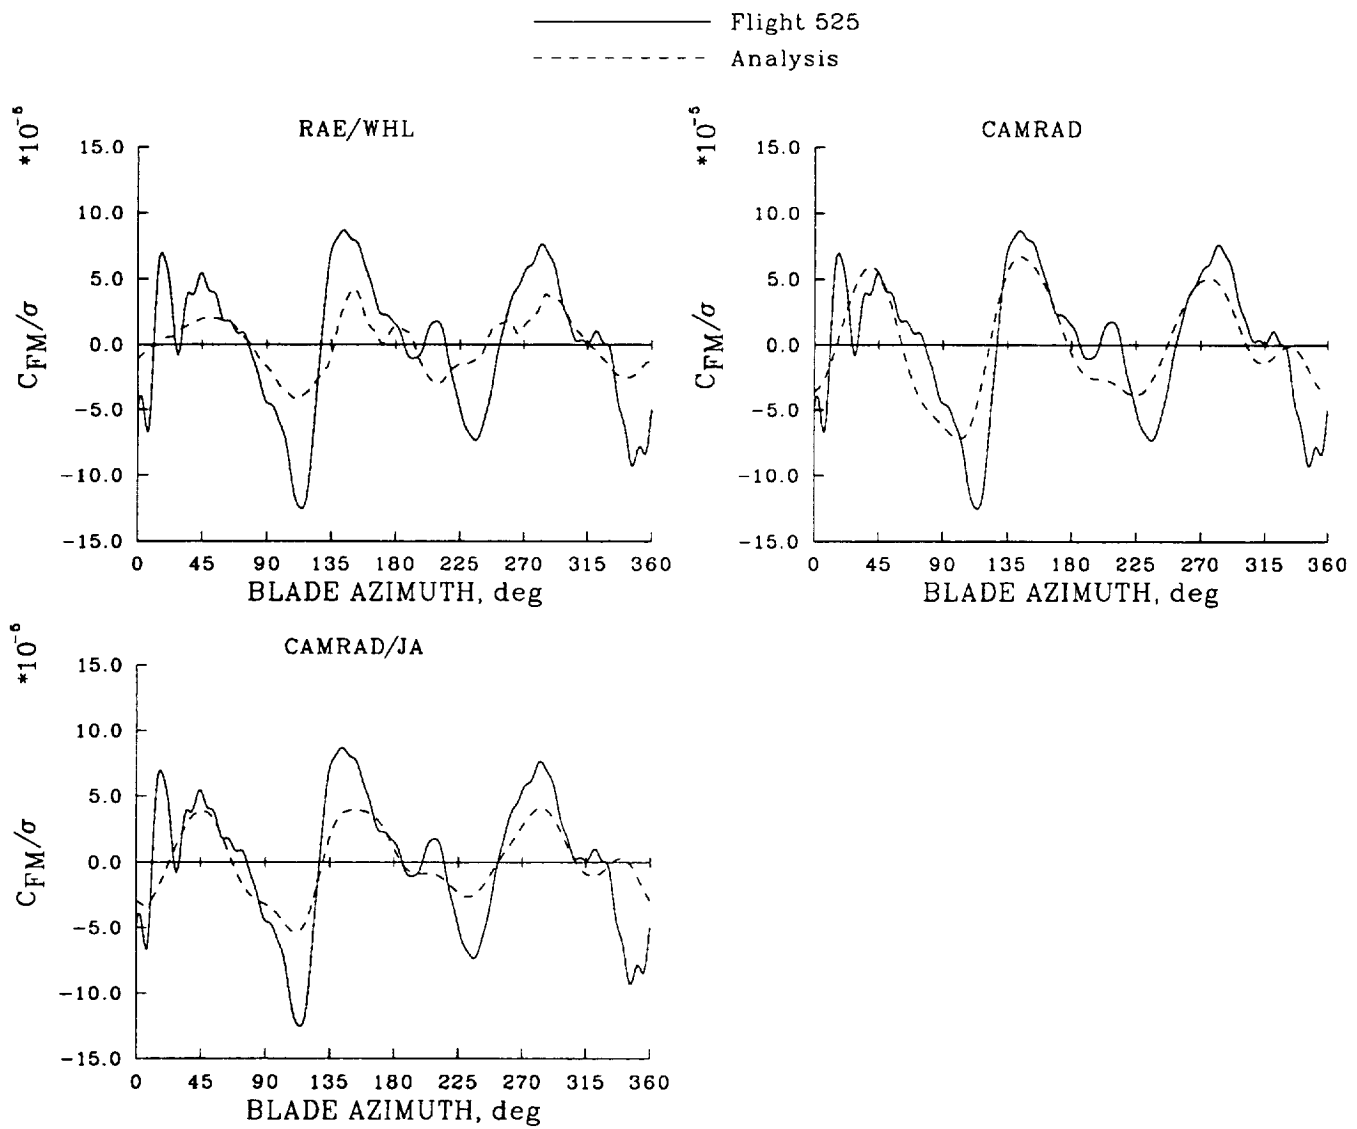 Flight 525
Analysis
RAE/WHL
*10⁻⁵
15.0
10.0
5.0
0.0
−5.0
−10.0
−15.0
C_FM/σ
0 45 90 135 180 225 270 315 360
BLADE AZIMUTH, deg
CAMRAD
*10⁻⁵
15.0
10.0
5.0
0.0
−5.0
−10.0
−15.0
C_FM/σ
0 45 90 135 180 225 270 315 360
BLADE AZIMUTH, deg
CAMRAD/JA
*10⁻⁵
15.0
10.0
5.0
0.0
−5.0
−10.0
−15.0
C_FM/σ
0 45 90 135 180 225 270 315 360
BLADE AZIMUTH, deg